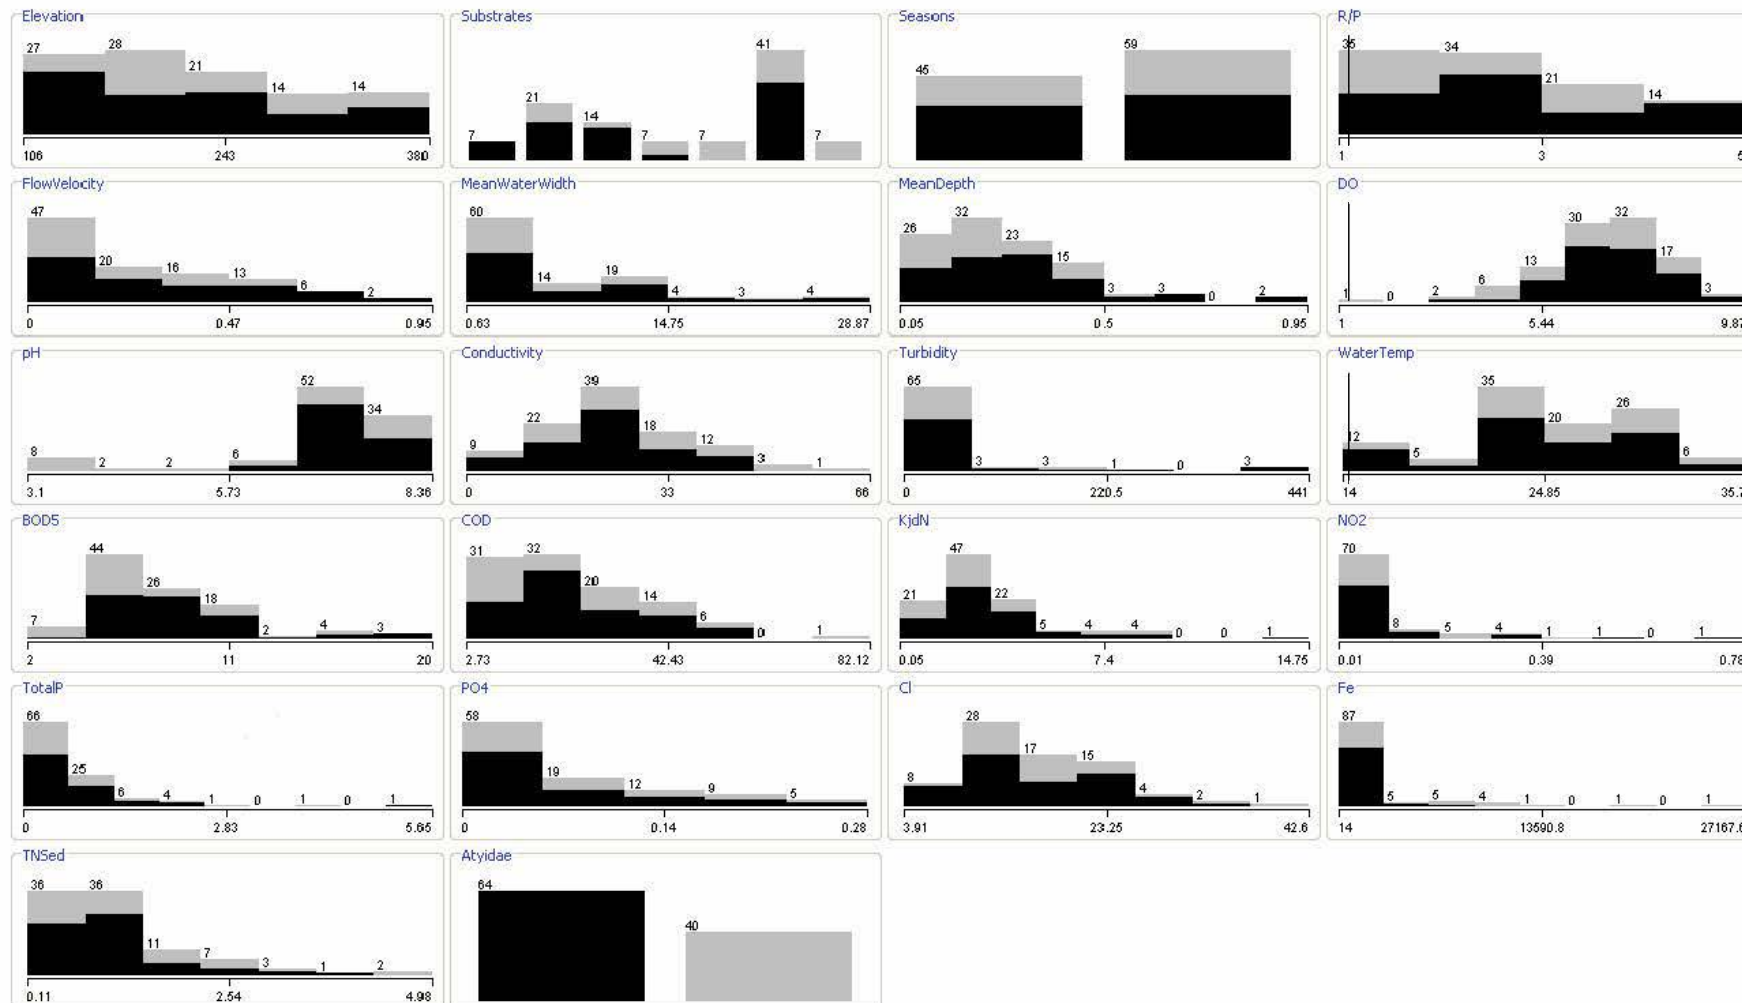 Elevation
27 28 21 14 14
106 243 380
Substrates
7 21 14 7 7 41 7
Seasons
45 59
R/P
35 34 21 14
1 3 5
FlowVelocity
47 20 16 13 6 2
0 0.47 0.95
MeanWaterWidth
60 14 19 4 3 4
0.63 14.75 28.87
MeanDepth
26 32 23 15 3 3 0 2
0.05 0.5 0.95
DO
1 0 2 6 13 30 32 17 3
1 5.44 9.87
pH
8 2 2 6 52 34
3.1 5.73 8.36
Conductivity
9 22 39 18 12 3 1
0 33 66
Turbidity
65 3 3 1 0 3
0 220.5 441
WaterTemp
12 5 35 20 26 6
14 24.85 35.7
BOD5
7 44 26 18 2 4 3
2 11 20
COD
31 32 20 14 6 0 1
2.73 42.43 82.12
KjdN
21 47 22 5 4 4 0 0 1
0.05 7.4 14.75
NO2
70 8 5 4 1 1 0 1
0.01 0.39 0.78
TotalP
66 25 6 4 1 0 1 0 1
0 2.83 5.65
PO4
58 19 12 9 5
0 0.14 0.28
Cl
8 28 17 15 4 2 1
3.91 23.25 42.6
Fe
87 5 5 4 1 0 1 0 1
14 13590.8 27167.6
TNSed
36 36 11 7 3 1 2
0.11 2.54 4.98
Atyidae
64 40